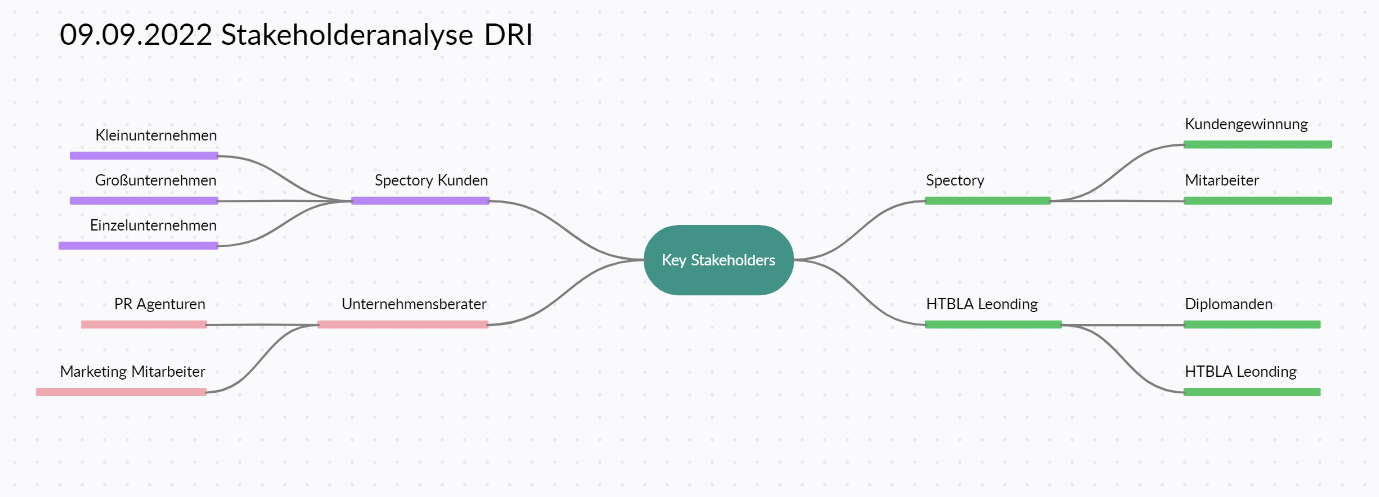 09.09.2022 Stakeholderanalyse DRI
Kleinunternehmen
Großunternehmen
Einzelunternehmen
Spectory Kunden
PR Agenturen
Marketing Mitarbeiter
Unternehmensberater
Key Stakeholders
Spectory
Kundengewinnung
Mitarbeiter
HTBLA Leonding
Diplomanden
HTBLA Leonding